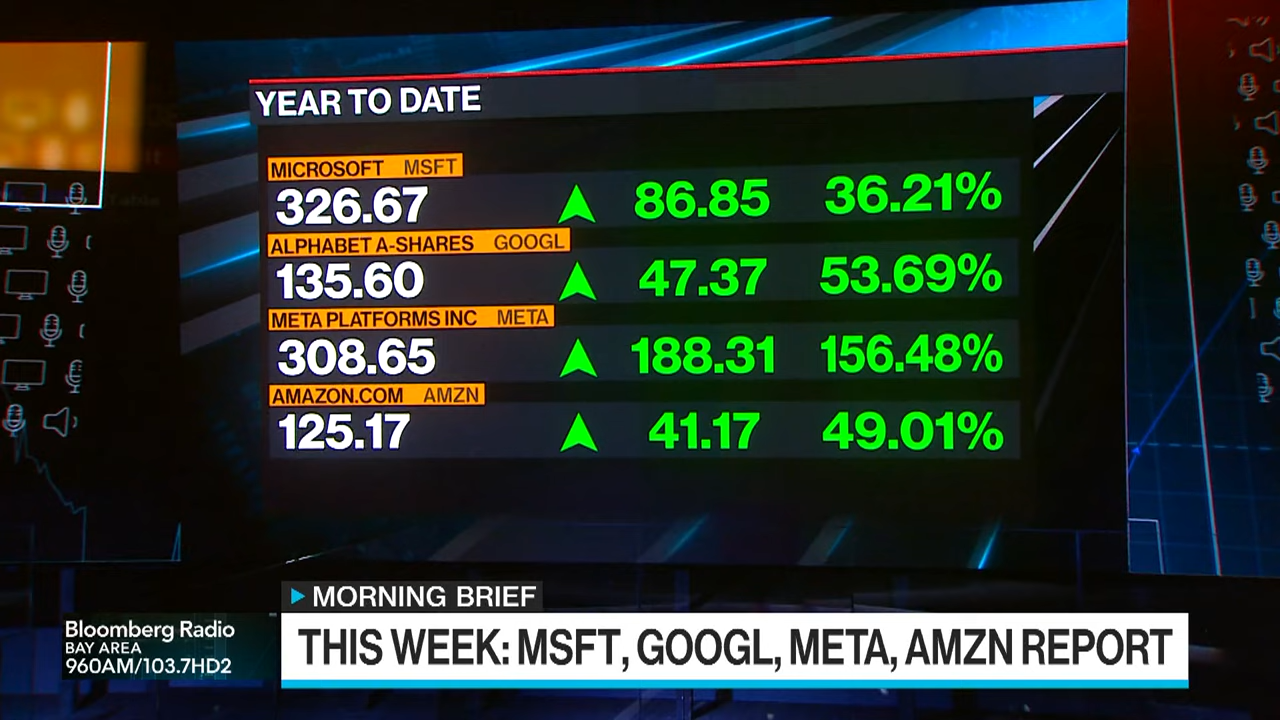 YEAR TO DATE
MICROSOFT MSFT
326.67 86.85 36.21%
ALPHABET A-SHARES GOOGL
135.60 47.37 53.69%
META PLATFORMS INC META
308.65 188.31 156.48%
AMAZON.COM AMZN
125.17 41.17 49.01%
MORNING BRIEF
THIS WEEK: MSFT, GOOGL, META, AMZN REPORT
Bloomberg Radio
BAY AREA
960AM/103.7HD2